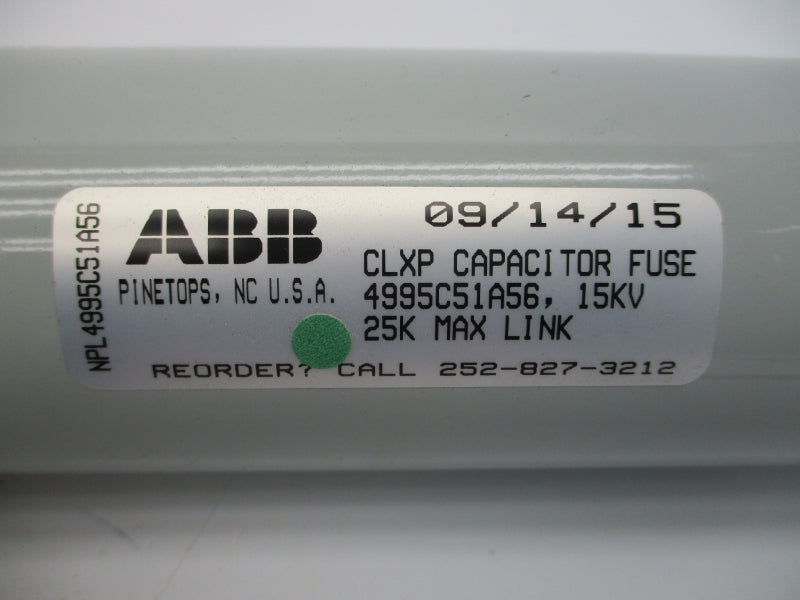 NPL4995C51A56
ABB
PINETOPS, NC U.S.A.
09/14/15
CLXP CAPACITOR FUSE
4995C51A56, 15KV
25K MAX LINK
REORDER? CALL 252-827-3212